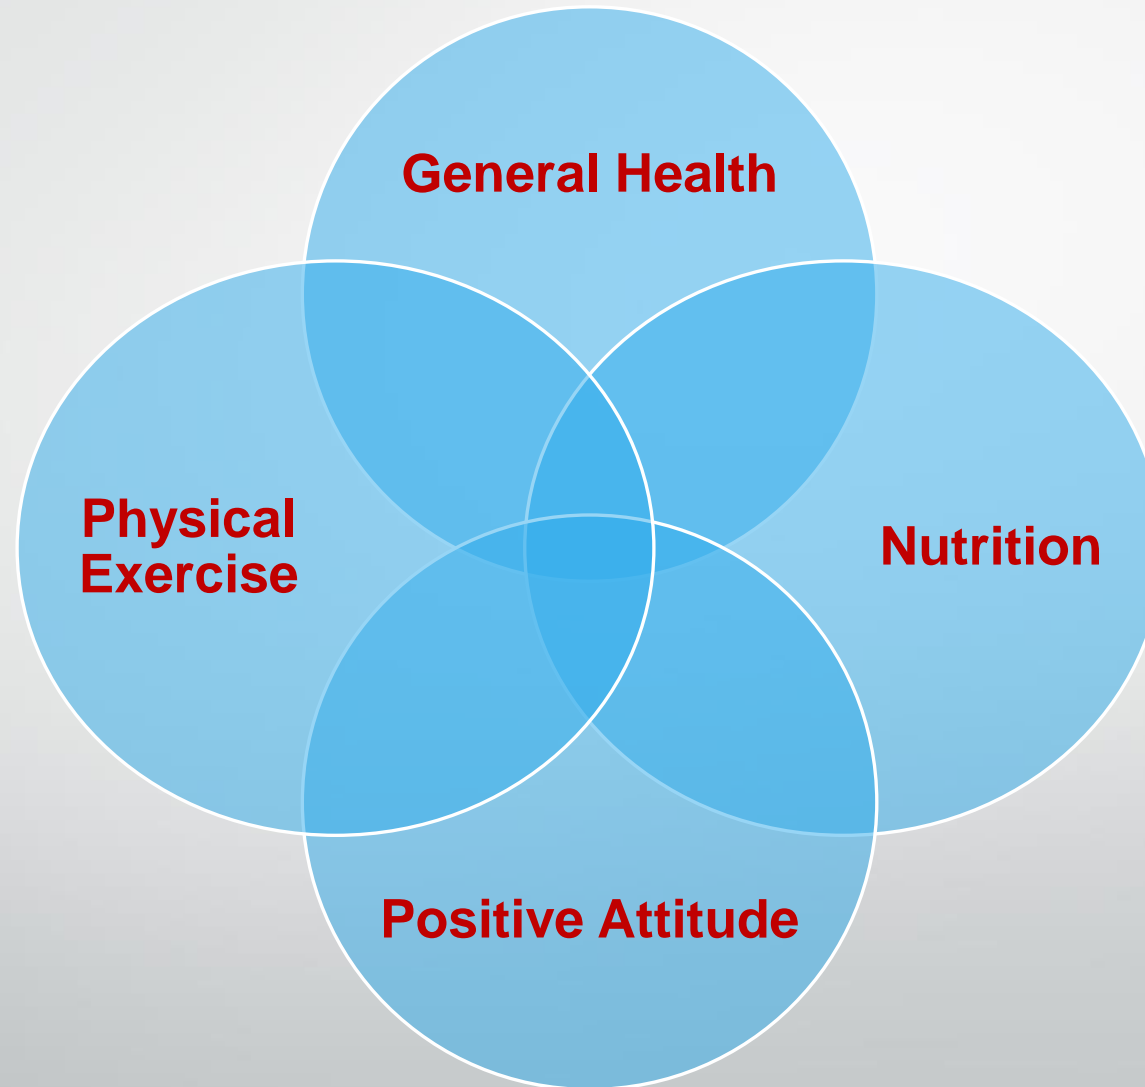 General Health
Physical
Exercise
Nutrition
Positive Attitude